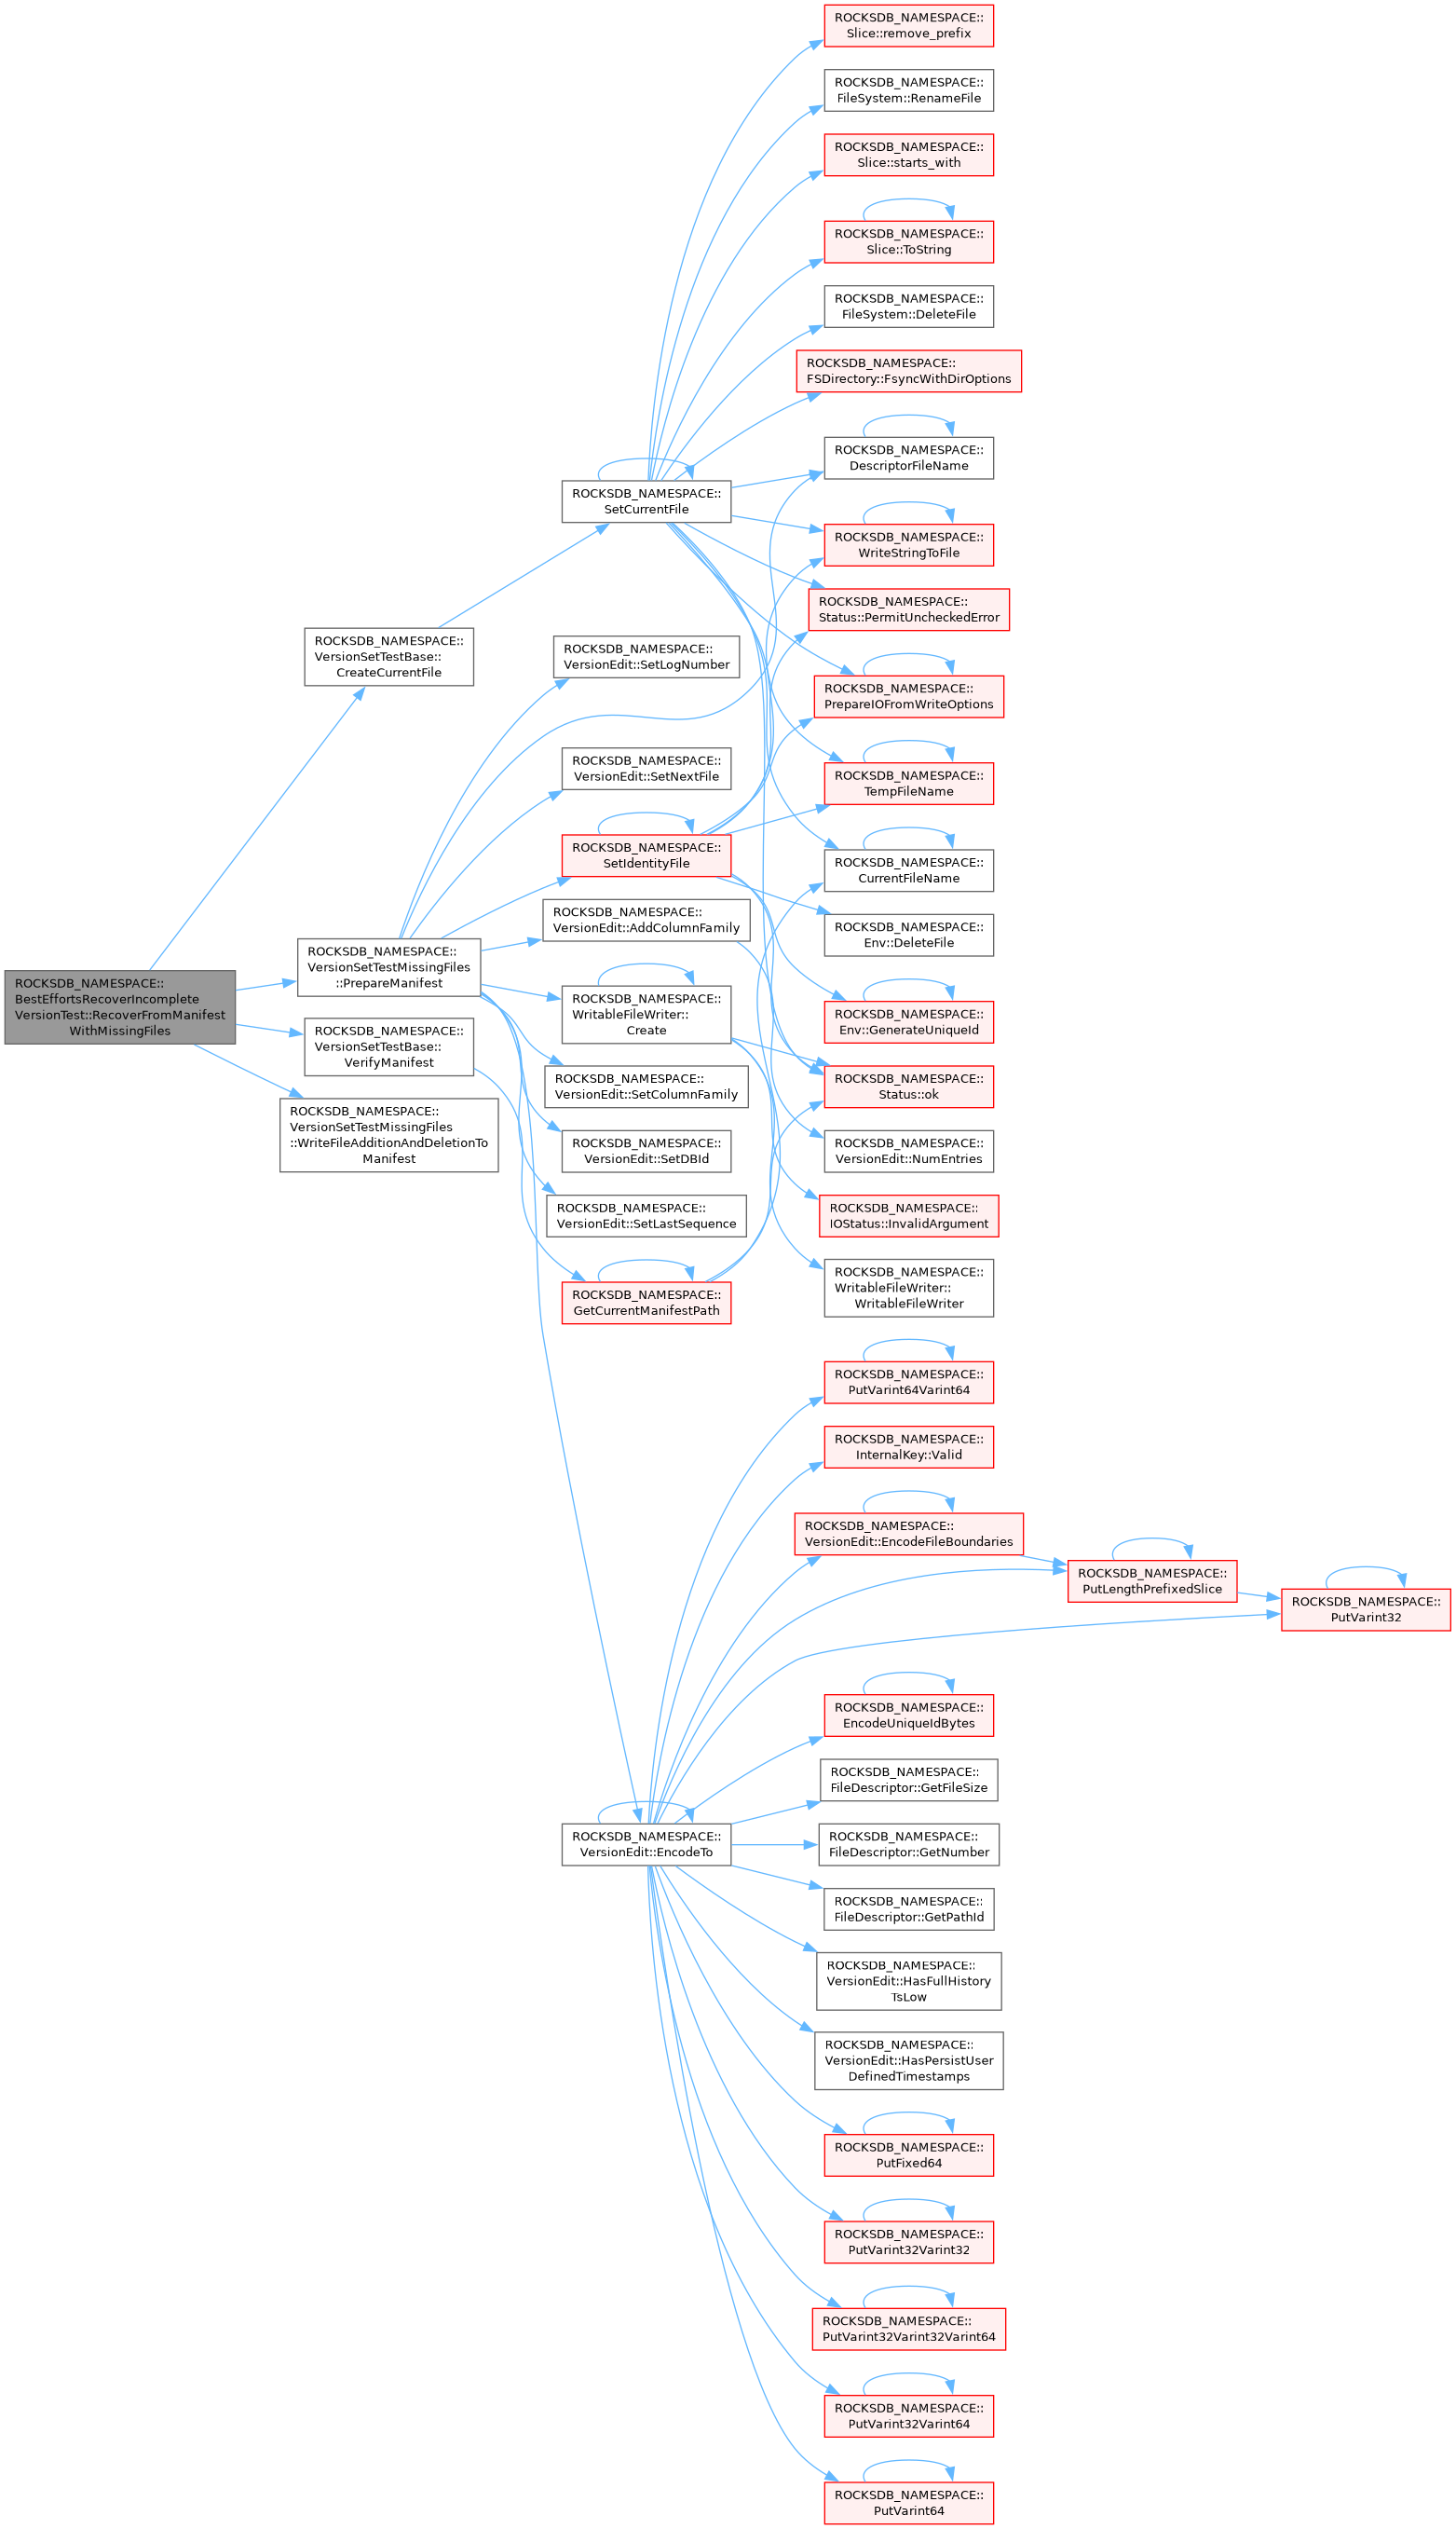 ROCKSDB_NAMESPACE::
BestEffortsRecoverIncomplete
VersionTest::RecoverFromManifest
WithMissingFiles
ROCKSDB_NAMESPACE::
VersionSetTestBase::
CreateCurrentFile
ROCKSDB_NAMESPACE::
VersionSetTestMissingFiles
::PrepareManifest
ROCKSDB_NAMESPACE::
VersionSetTestBase::
VerifyManifest
ROCKSDB_NAMESPACE::
VersionSetTestMissingFiles
::WriteFileAdditionAndDeletionTo
Manifest
ROCKSDB_NAMESPACE::
SetCurrentFile
ROCKSDB_NAMESPACE::
VersionEdit::SetLogNumber
ROCKSDB_NAMESPACE::
VersionEdit::SetNextFile
ROCKSDB_NAMESPACE::
SetIdentityFile
ROCKSDB_NAMESPACE::
VersionEdit::AddColumnFamily
ROCKSDB_NAMESPACE::
WritableFileWriter::
Create
ROCKSDB_NAMESPACE::
VersionEdit::SetColumnFamily
ROCKSDB_NAMESPACE::
VersionEdit::SetDBId
ROCKSDB_NAMESPACE::
VersionEdit::SetLastSequence
ROCKSDB_NAMESPACE::
GetCurrentManifestPath
ROCKSDB_NAMESPACE::
VersionEdit::EncodeTo
ROCKSDB_NAMESPACE::
Slice::remove_prefix
ROCKSDB_NAMESPACE::
FileSystem::RenameFile
ROCKSDB_NAMESPACE::
Slice::starts_with
ROCKSDB_NAMESPACE::
Slice::ToString
ROCKSDB_NAMESPACE::
FileSystem::DeleteFile
ROCKSDB_NAMESPACE::
FSDirectory::FsyncWithDirOptions
ROCKSDB_NAMESPACE::
DescriptorFileName
ROCKSDB_NAMESPACE::
WriteStringToFile
ROCKSDB_NAMESPACE::
Status::PermitUncheckedError
ROCKSDB_NAMESPACE::
PrepareIOFromWriteOptions
ROCKSDB_NAMESPACE::
TempFileName
ROCKSDB_NAMESPACE::
CurrentFileName
ROCKSDB_NAMESPACE::
Env::DeleteFile
ROCKSDB_NAMESPACE::
Env::GenerateUniqueId
ROCKSDB_NAMESPACE::
Status::ok
ROCKSDB_NAMESPACE::
VersionEdit::NumEntries
ROCKSDB_NAMESPACE::
IOStatus::InvalidArgument
ROCKSDB_NAMESPACE::
WritableFileWriter::
WritableFileWriter
ROCKSDB_NAMESPACE::
PutVarint64Varint64
ROCKSDB_NAMESPACE::
InternalKey::Valid
ROCKSDB_NAMESPACE::
VersionEdit::EncodeFileBoundaries
ROCKSDB_NAMESPACE::
PutLengthPrefixedSlice
ROCKSDB_NAMESPACE::
PutVarint32
ROCKSDB_NAMESPACE::
EncodeUniqueIdBytes
ROCKSDB_NAMESPACE::
FileDescriptor::GetFileSize
ROCKSDB_NAMESPACE::
FileDescriptor::GetNumber
ROCKSDB_NAMESPACE::
FileDescriptor::GetPathId
ROCKSDB_NAMESPACE::
VersionEdit::HasFullHistory
TsLow
ROCKSDB_NAMESPACE::
VersionEdit::HasPersistUser
DefinedTimestamps
ROCKSDB_NAMESPACE::
PutFixed64
ROCKSDB_NAMESPACE::
PutVarint32Varint32
ROCKSDB_NAMESPACE::
PutVarint32Varint32Varint64
ROCKSDB_NAMESPACE::
PutVarint32Varint64
ROCKSDB_NAMESPACE::
PutVarint64